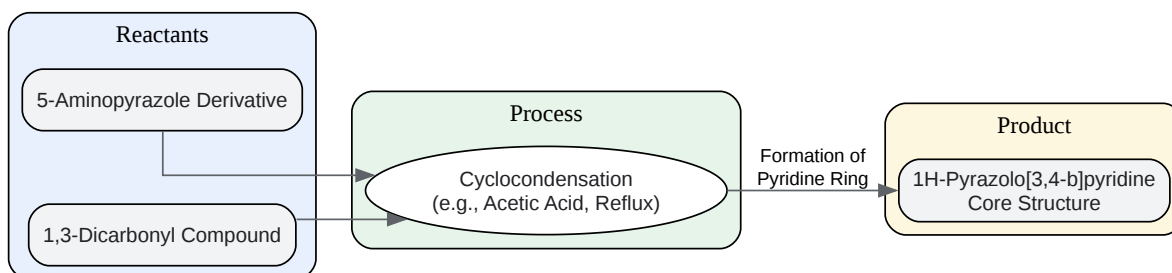 Reactants
5-Aminopyrazole Derivative
1,3-Dicarbonyl Compound
Process
Cyclocondensation
(e.g., Acetic Acid, Reflux)
Formation of
Pyridine Ring
Product
1H-Pyrazolo[3,4-b]pyridine
Core Structure